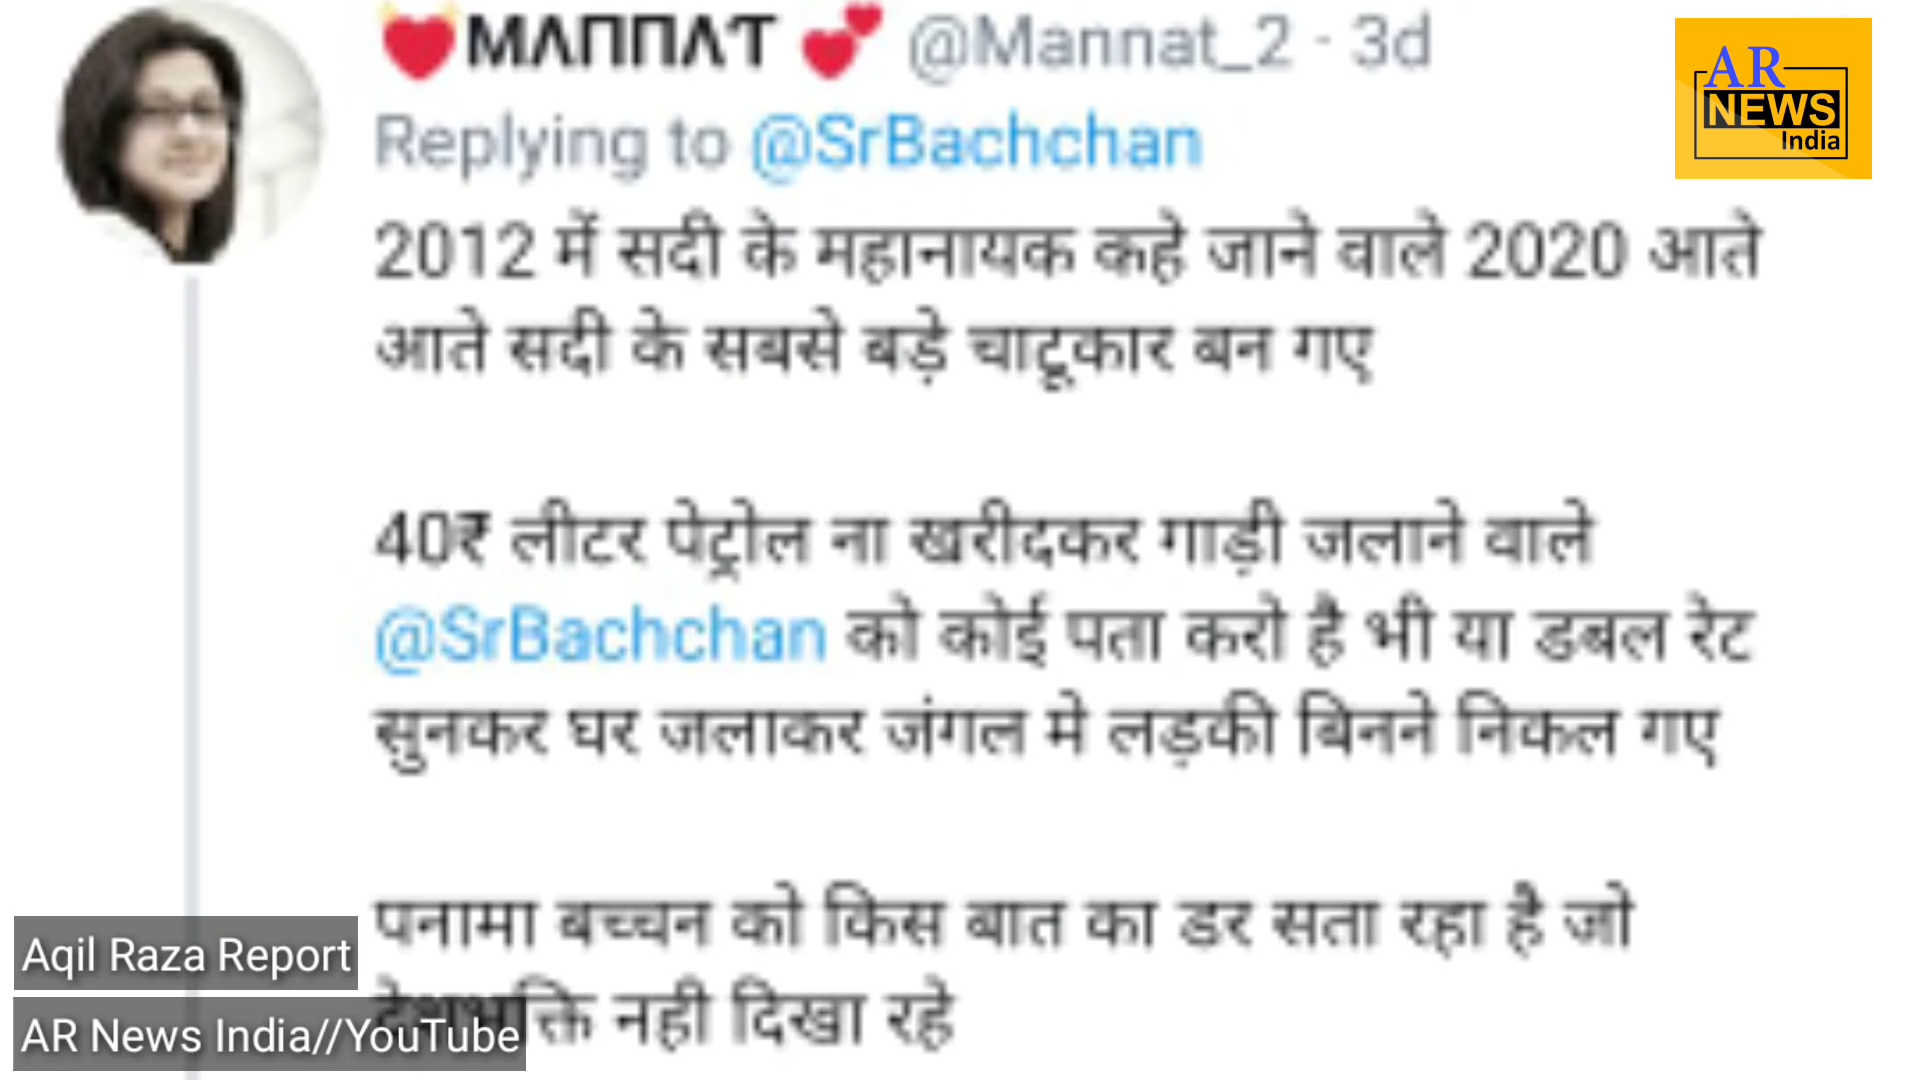 💓MΛППΛT 💕 @Mannat_2 · 3d
Replying to @SrBachchan
2012 में सदी के महानायक कहे जाने वाले 2020 आते
आते सदी के सबसे बड़े चाटूकार बन गए
40₹ लीटर पेट्रोल ना खरीदकर गाड़ी जलाने वाले
@SrBachchan को कोई पता करो है भी या डबल रेट
सुनकर घर जलाकर जंगल मे लड़की बिनने निकल गए
पनामा बच्चन को किस बात का डर सता रहा है जो
देशभक्ति नही दिखा रहे
AR
NEWS
India
Aqil Raza Report
AR News India//YouTube